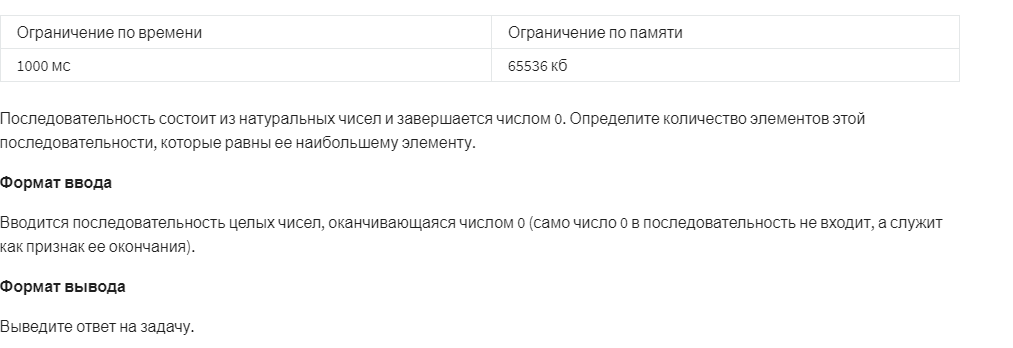 Ограничение по времени
Ограничение по памяти
1000 мс
65536 кб
Последовательность состоит из натуральных чисел и завершается числом 0. Определите количество элементов этой
последовательности, которые равны ее наибольшему элементу.
Формат ввода
Вводится последовательность целых чисел, оканчивающаяся числом 0 (само число 0 в последовательность не входит, а служит
как признак ее окончания).
Формат вывода
Выведите ответ на задачу.